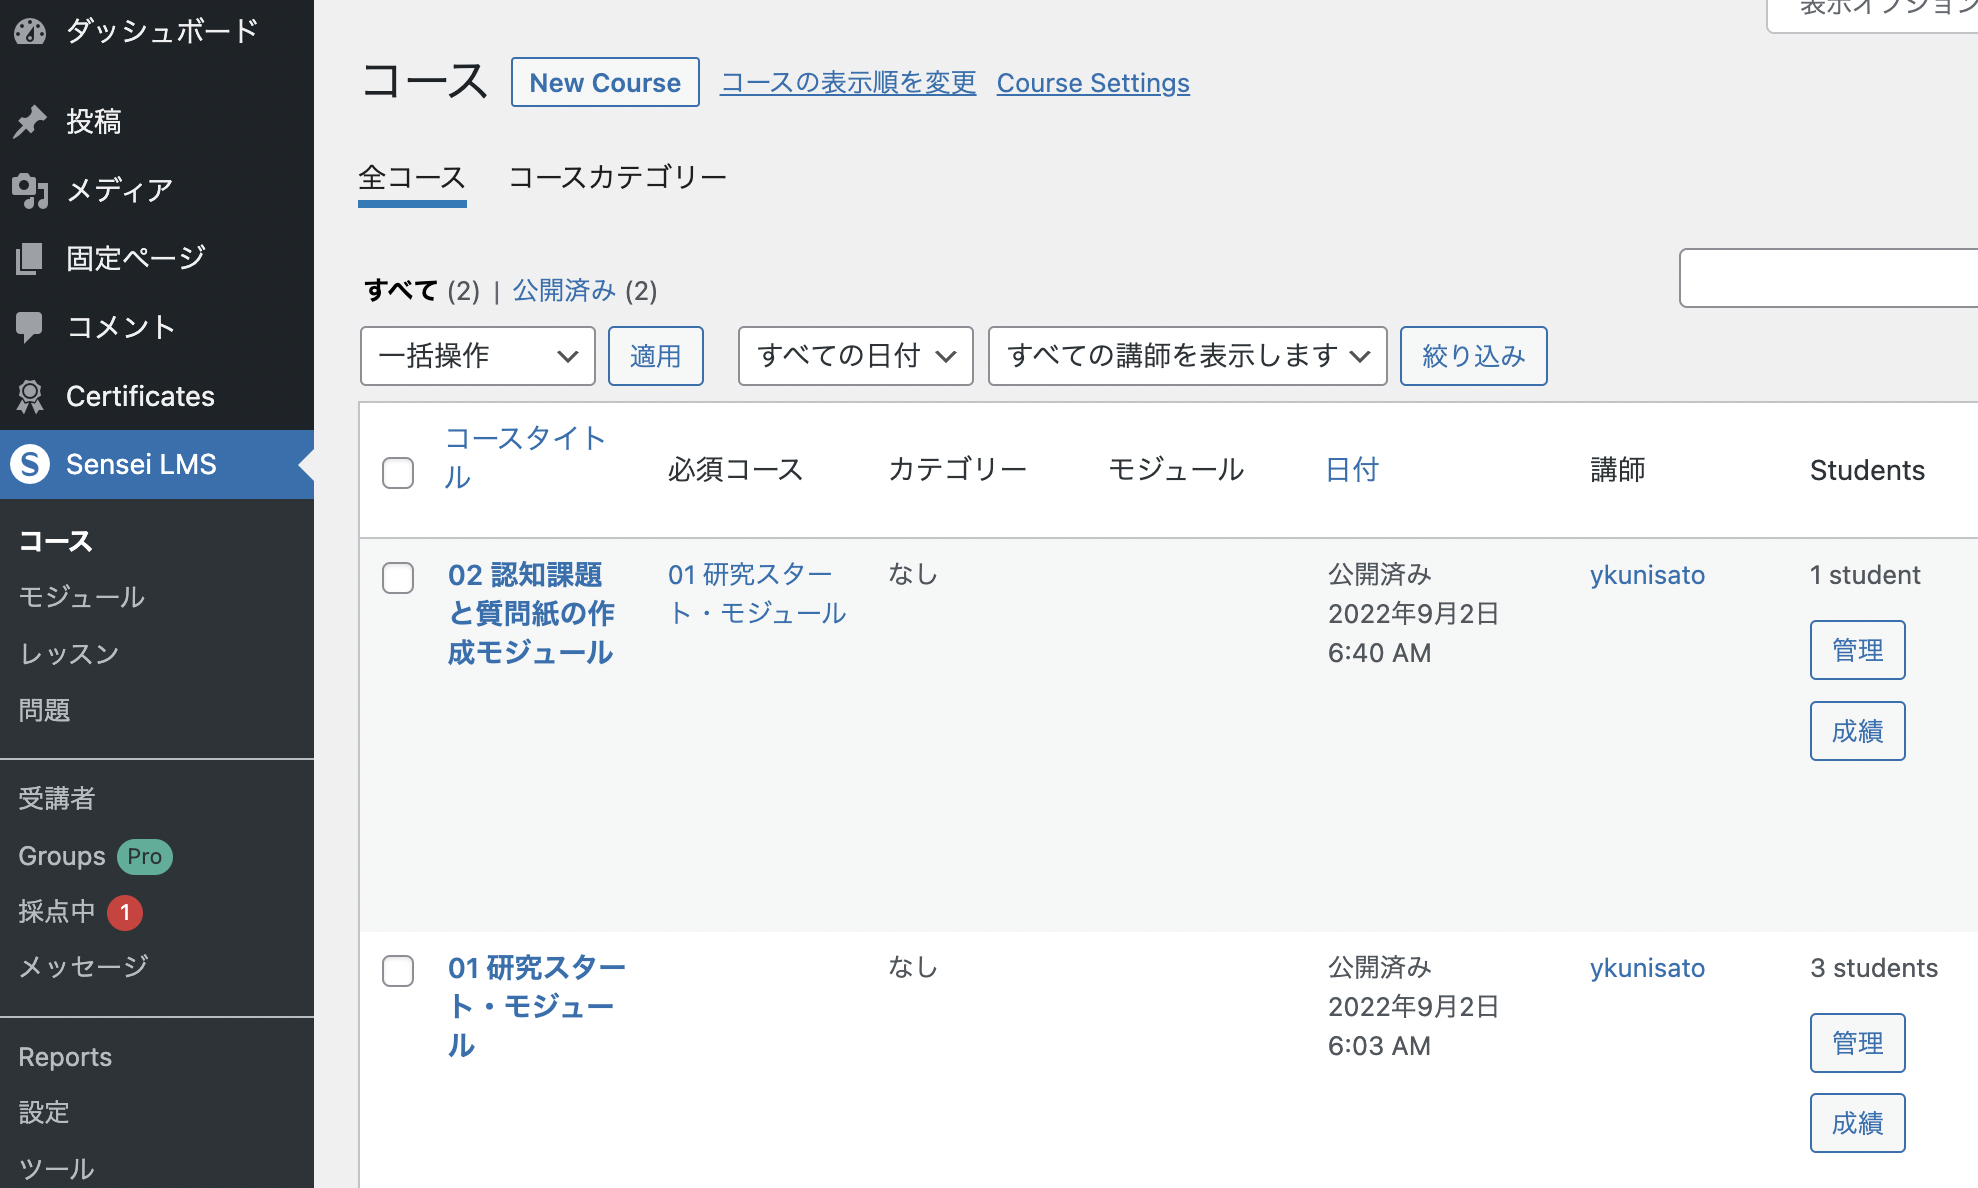 ダッシュボード
投稿
メディア
固定ページ
コメント
Certificates
Sensei LMS
コース
モジュール
レッスン
問題
受講者
Groups Pro
採点中 1
メッセージ
Reports
設定
ツール
表示オプション
コース New Course コースの表示順を変更 Course Settings
全コース コースカテゴリー
すべて (2) | 公開済み (2)
一括操作 適用 すべての日付 すべての講師を表示します 絞り込み
コースタイト
ル
必須コース カテゴリー モジュール 日付 講師 Students
02 認知課題
と質問紙の作
成モジュール
01 研究スター
ト・モジュール
なし
公開済み
2022年9月2日
6:40 AM
ykunisato
1 student
管理
成績
01 研究スター
ト・モジュー
ル
なし
公開済み
2022年9月2日
6:03 AM
ykunisato
3 students
管理
成績